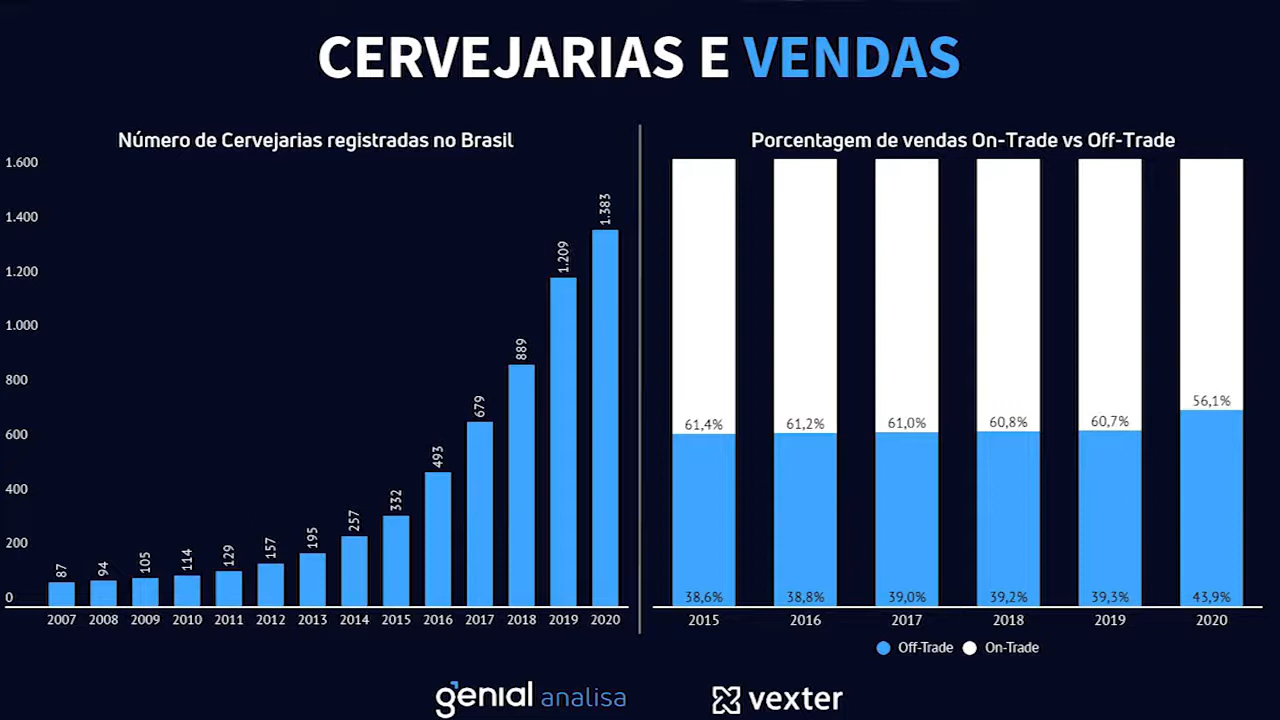 CERVEJARIAS E VENDAS
Número de Cervejarias registradas no Brasil
1.600
1.400
1.200
1.000
800
600
400
200
0
87
94
105
114
129
157
195
257
332
493
679
889
1.209
1.383
2007 2008 2009 2010 2011 2012 2013 2014 2015 2016 2017 2018 2019 2020
Porcentagem de vendas On-Trade vs Off-Trade
61,4% 61,2% 61,0% 60,8% 60,7% 56,1%
38,6% 38,8% 39,0% 39,2% 39,3% 43,9%
2015 2016 2017 2018 2019 2020
Off-Trade On-Trade
genial analisa
vexter